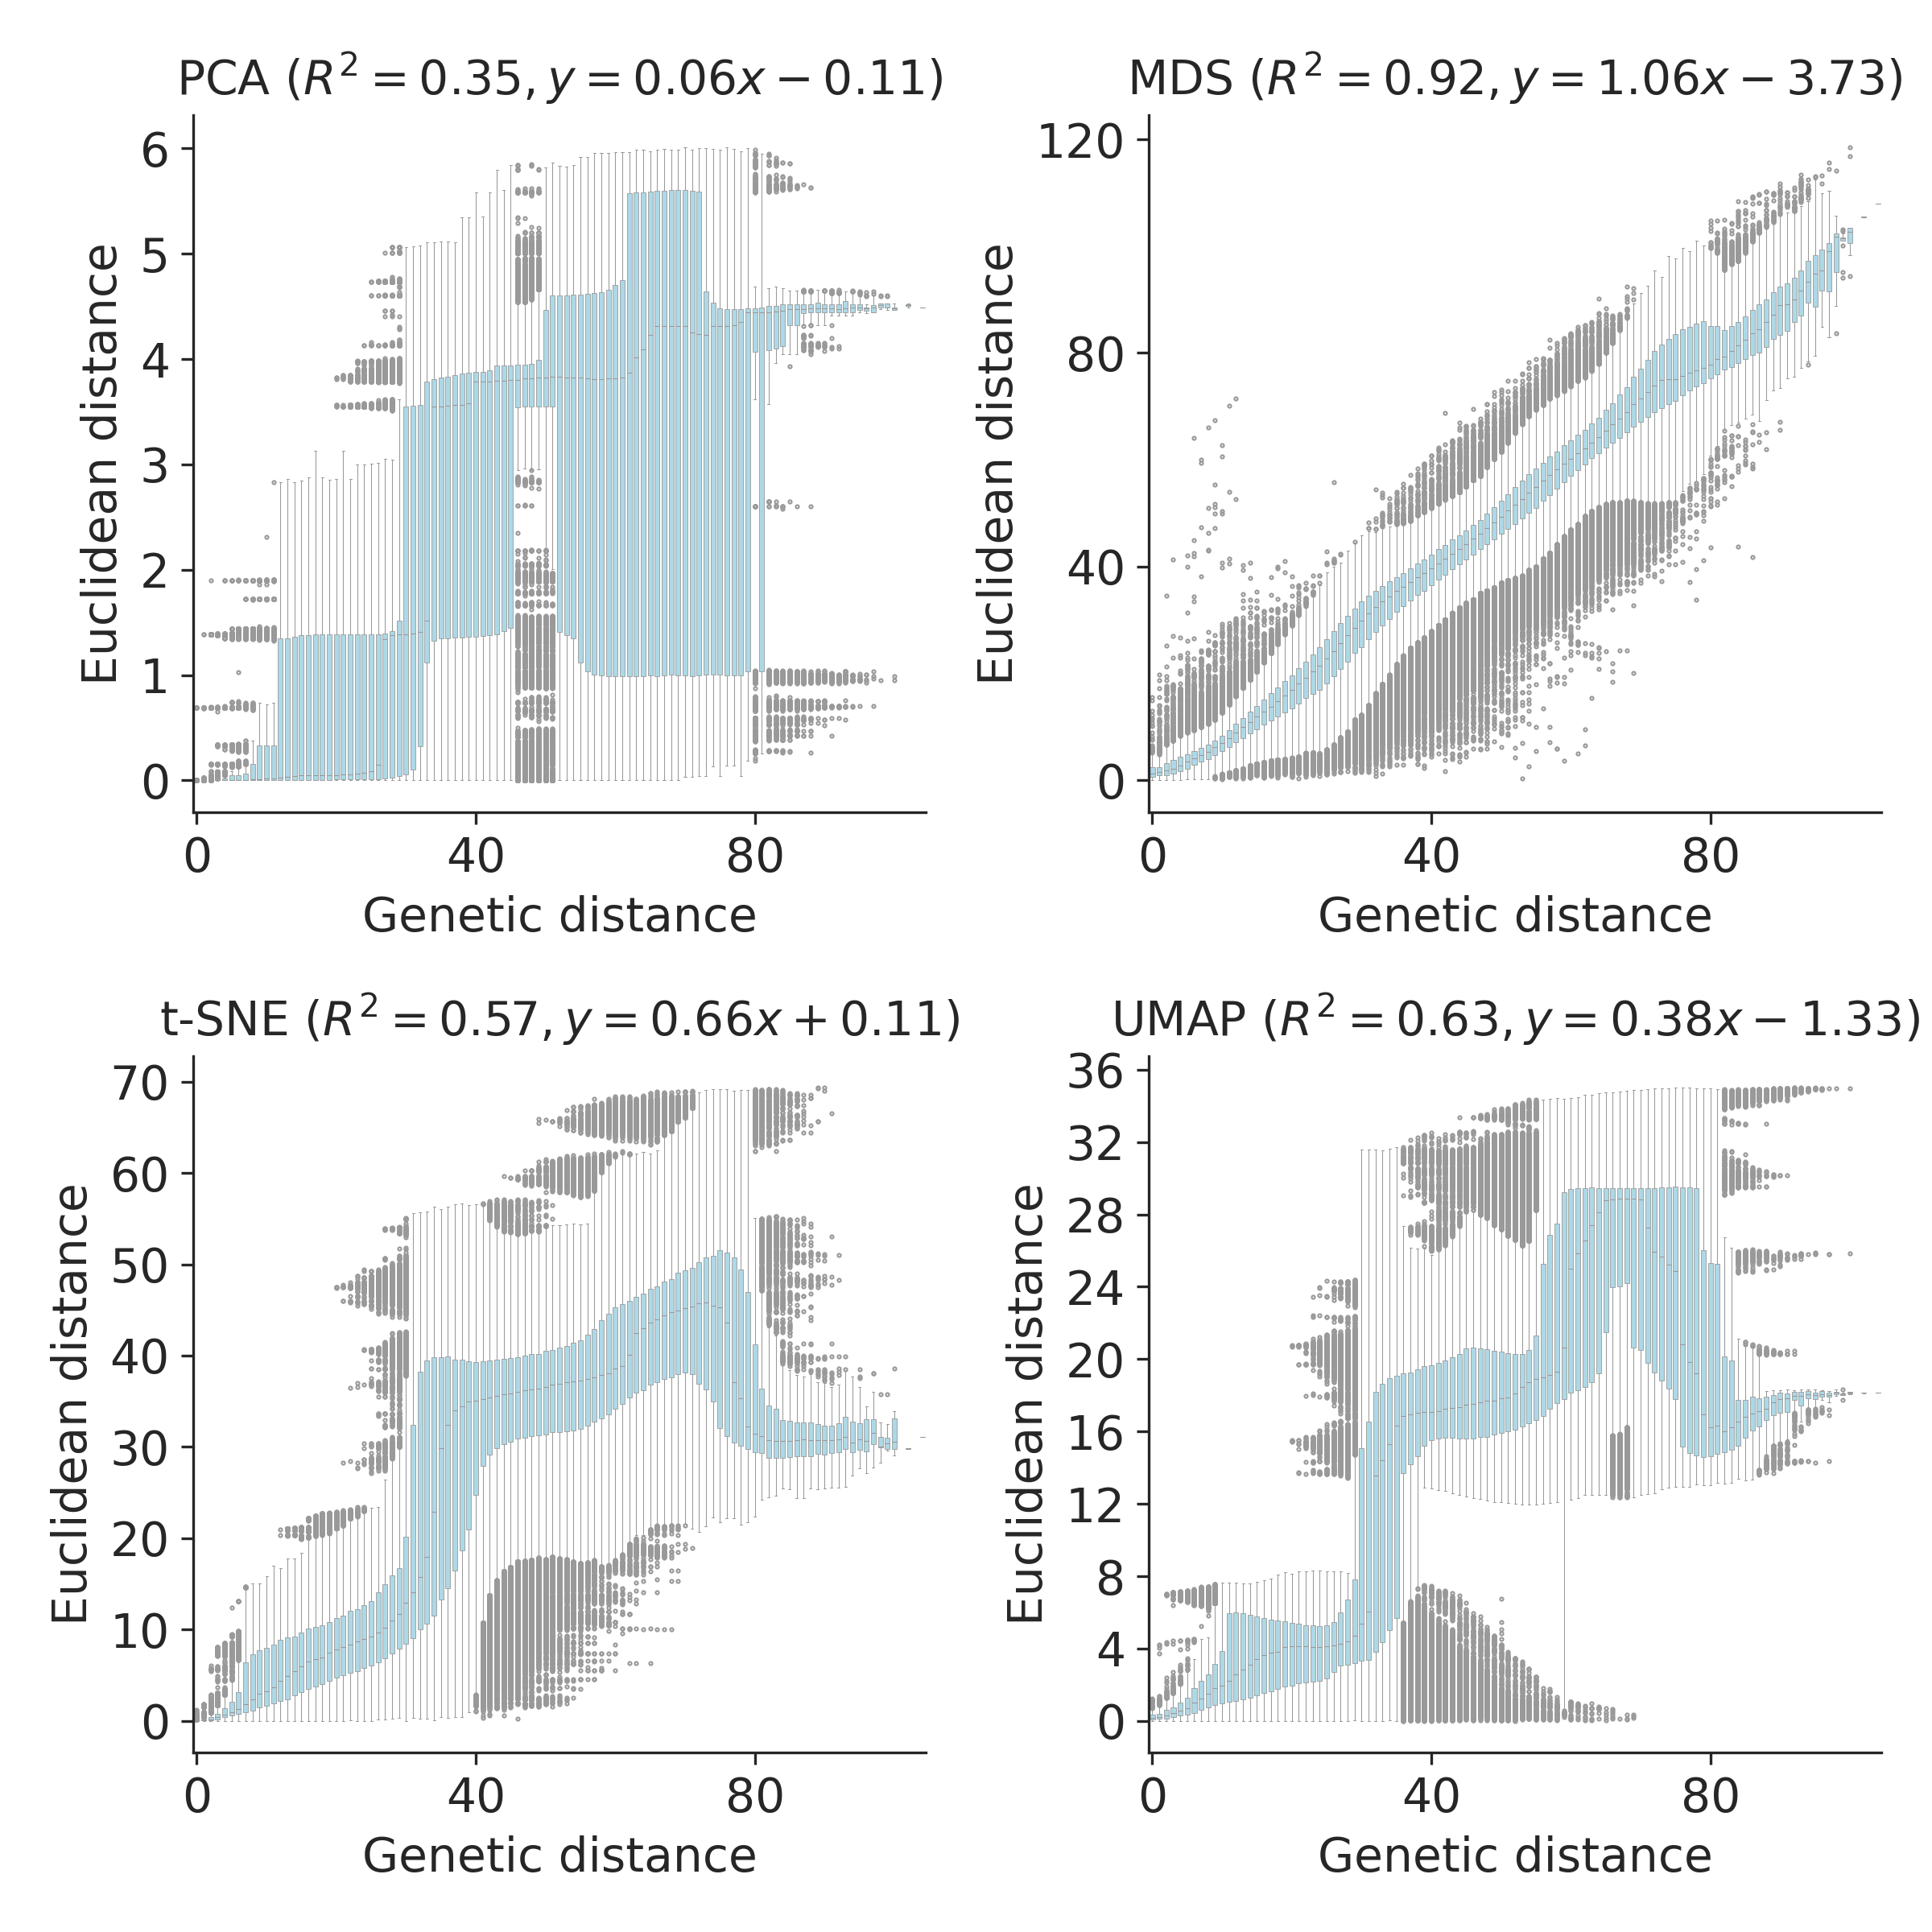 PCA (R² = 0.35, y = 0.06x − 0.11)
6
5
4
3
2
1
0
Euclidean distance
0 40 80
Genetic distance
MDS (R² = 0.92, y = 1.06x − 3.73)
120
80
40
0
Euclidean distance
0 40 80
Genetic distance
t-SNE (R² = 0.57, y = 0.66x + 0.11)
70
60
50
40
30
20
10
0
Euclidean distance
0 40 80
Genetic distance
UMAP (R² = 0.63, y = 0.38x − 1.33)
36
32
28
24
20
16
12
8
4
0
Euclidean distance
0 40 80
Genetic distance